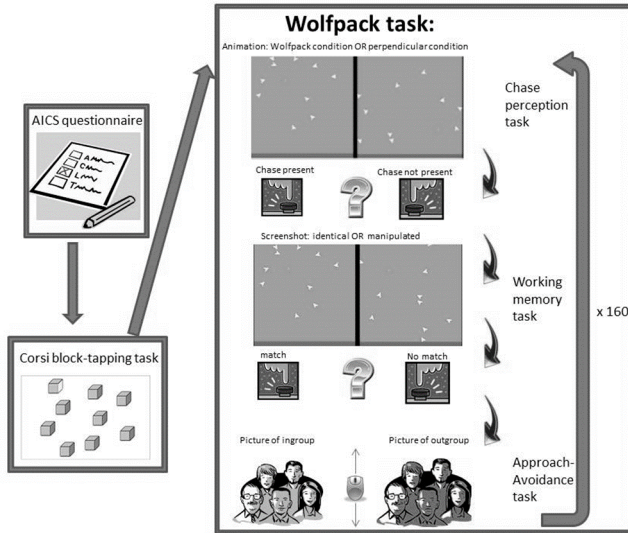 Wolfpack task:
Animation: Wolfpack condition OR perpendicular condition
Chase
perception
task
AICS questionnaire
A
C
L
T
Chase present
Chase not present
?
Screenshot: identical OR manipulated
Working
memory
task
x 160
Corsi block-tapping task
match
No match
?
Picture of ingroup
Picture of outgroup
Approach-
Avoidance
task